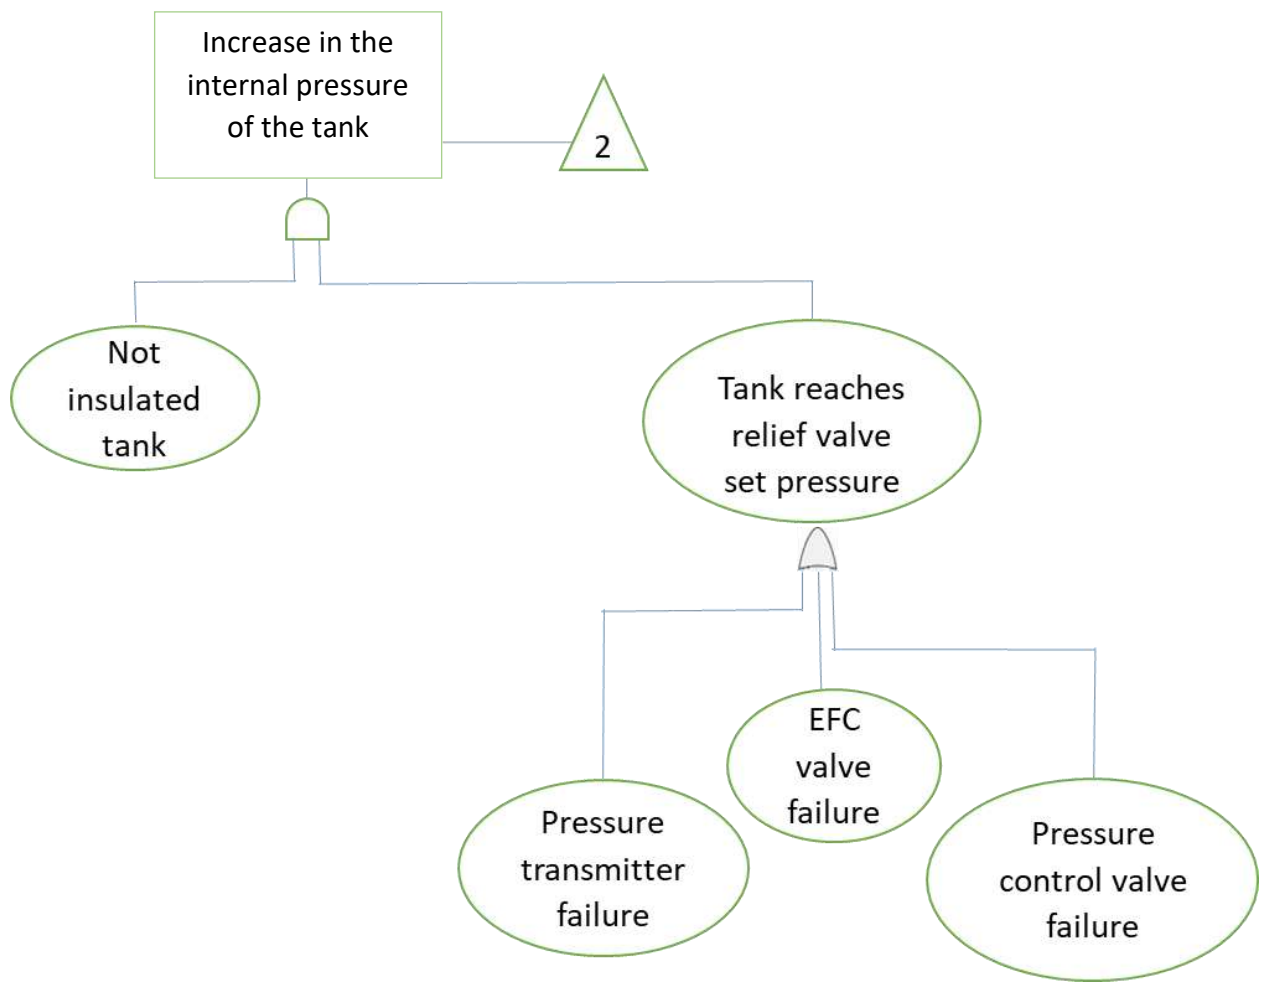 Increase in the
internal pressure
of the tank
2
Not
insulated
tank
Tank reaches
relief valve
set pressure
EFC
valve
failure
Pressure
transmitter
failure
Pressure
control valve
failure